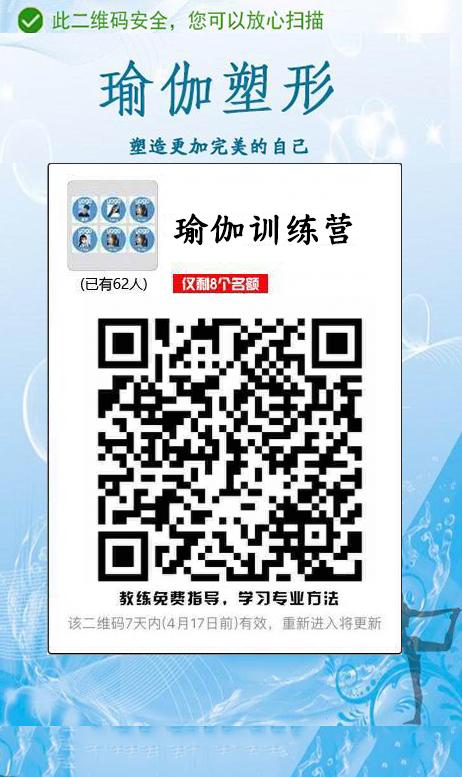 此二维码安全，您可以放心扫描
瑜伽塑形
塑造更加完美的自己
瑜伽训练营
(已有62人)
仅剩8个名额
教练免费指导，学习专业方法
该二维码7天内(4月17日前)有效，重新进入将更新